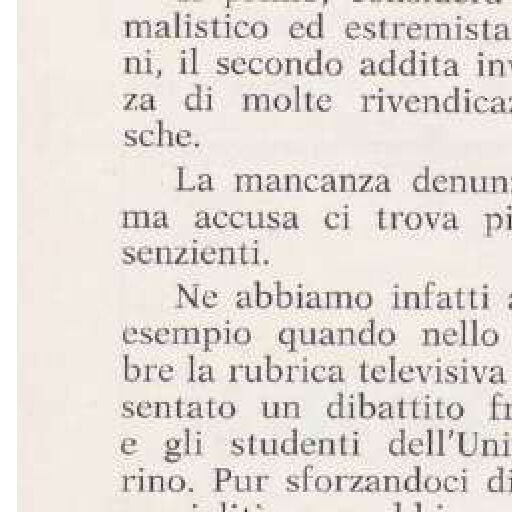 malistico ed estremista
ni, il secondo addita inv
za di molte rivendicaz
sche.
La mancanza denun
ma accusa ci trova pi
senzienti.
Ne abbiamo infatti a
esempio quando nello
bre la rubrica televisiva
sentato un dibattito fr
e gli studenti dell'Uni
rino. Pur sforzandoci di